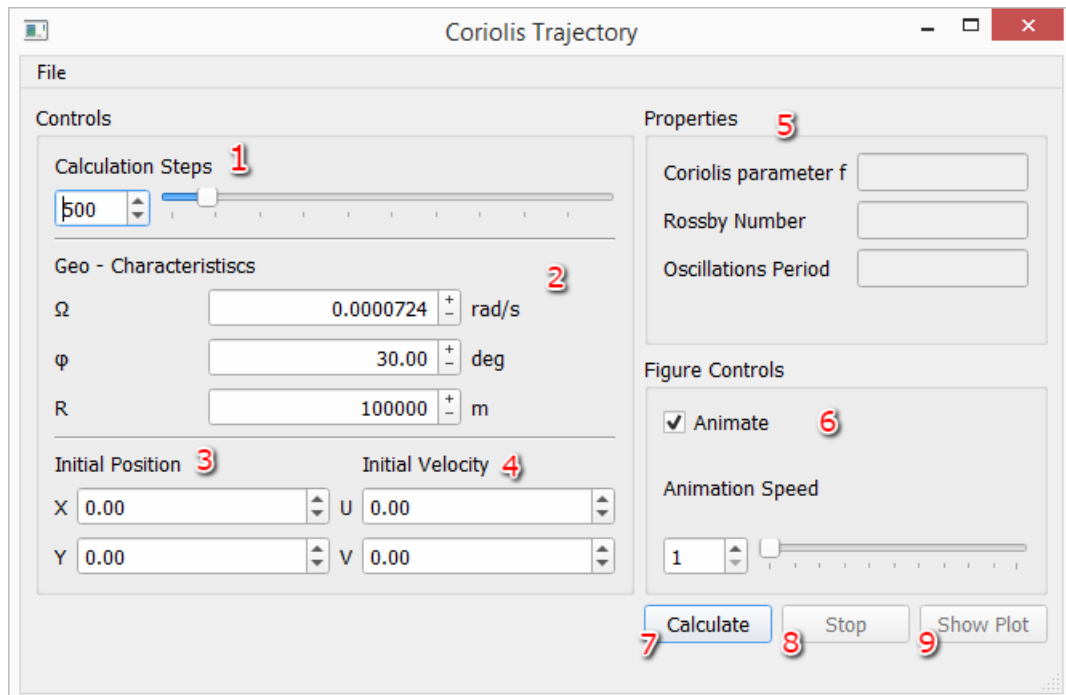 Coriolis Trajectory
File
Controls
Calculation Steps 1
500
Geo - Characteristiscs 2
Ω 0.0000724 + - rad/s
φ 30.00 + - deg
R 100000 + - m
Initial Position 3 Initial Velocity 4
X 0.00 U 0.00
Y 0.00 V 0.00
Properties 5
Coriolis parameter f
Rossby Number
Oscillations Period
Figure Controls
Animate 6
Animation Speed
1
Calculate Stop Show Plot
7 8 9